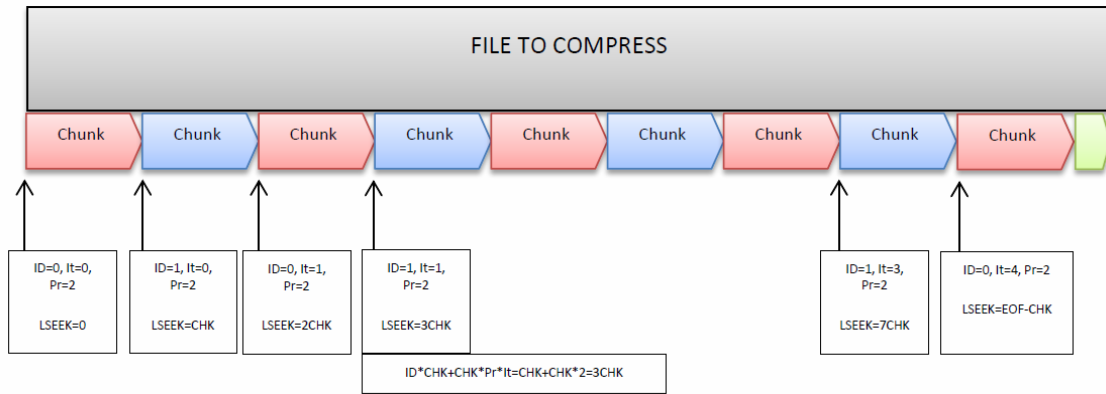 FILE TO COMPRESS
Chunk
Chunk
Chunk
Chunk
Chunk
Chunk
Chunk
Chunk
Chunk
ID=0, It=0,
Pr=2
LSEEK=0
ID=1, It=0,
Pr=2
LSEEK=CHK
ID=0, It=1,
Pr=2
LSEEK=2CHK
ID=1, It=1,
Pr=2
LSEEK=3CHK
ID=1, It=3,
Pr=2
LSEEK=7CHK
ID=0, It=4, Pr=2
LSEEK=EOF-CHK
ID*CHK+CHK*Pr*It=CHK+CHK*2=3CHK